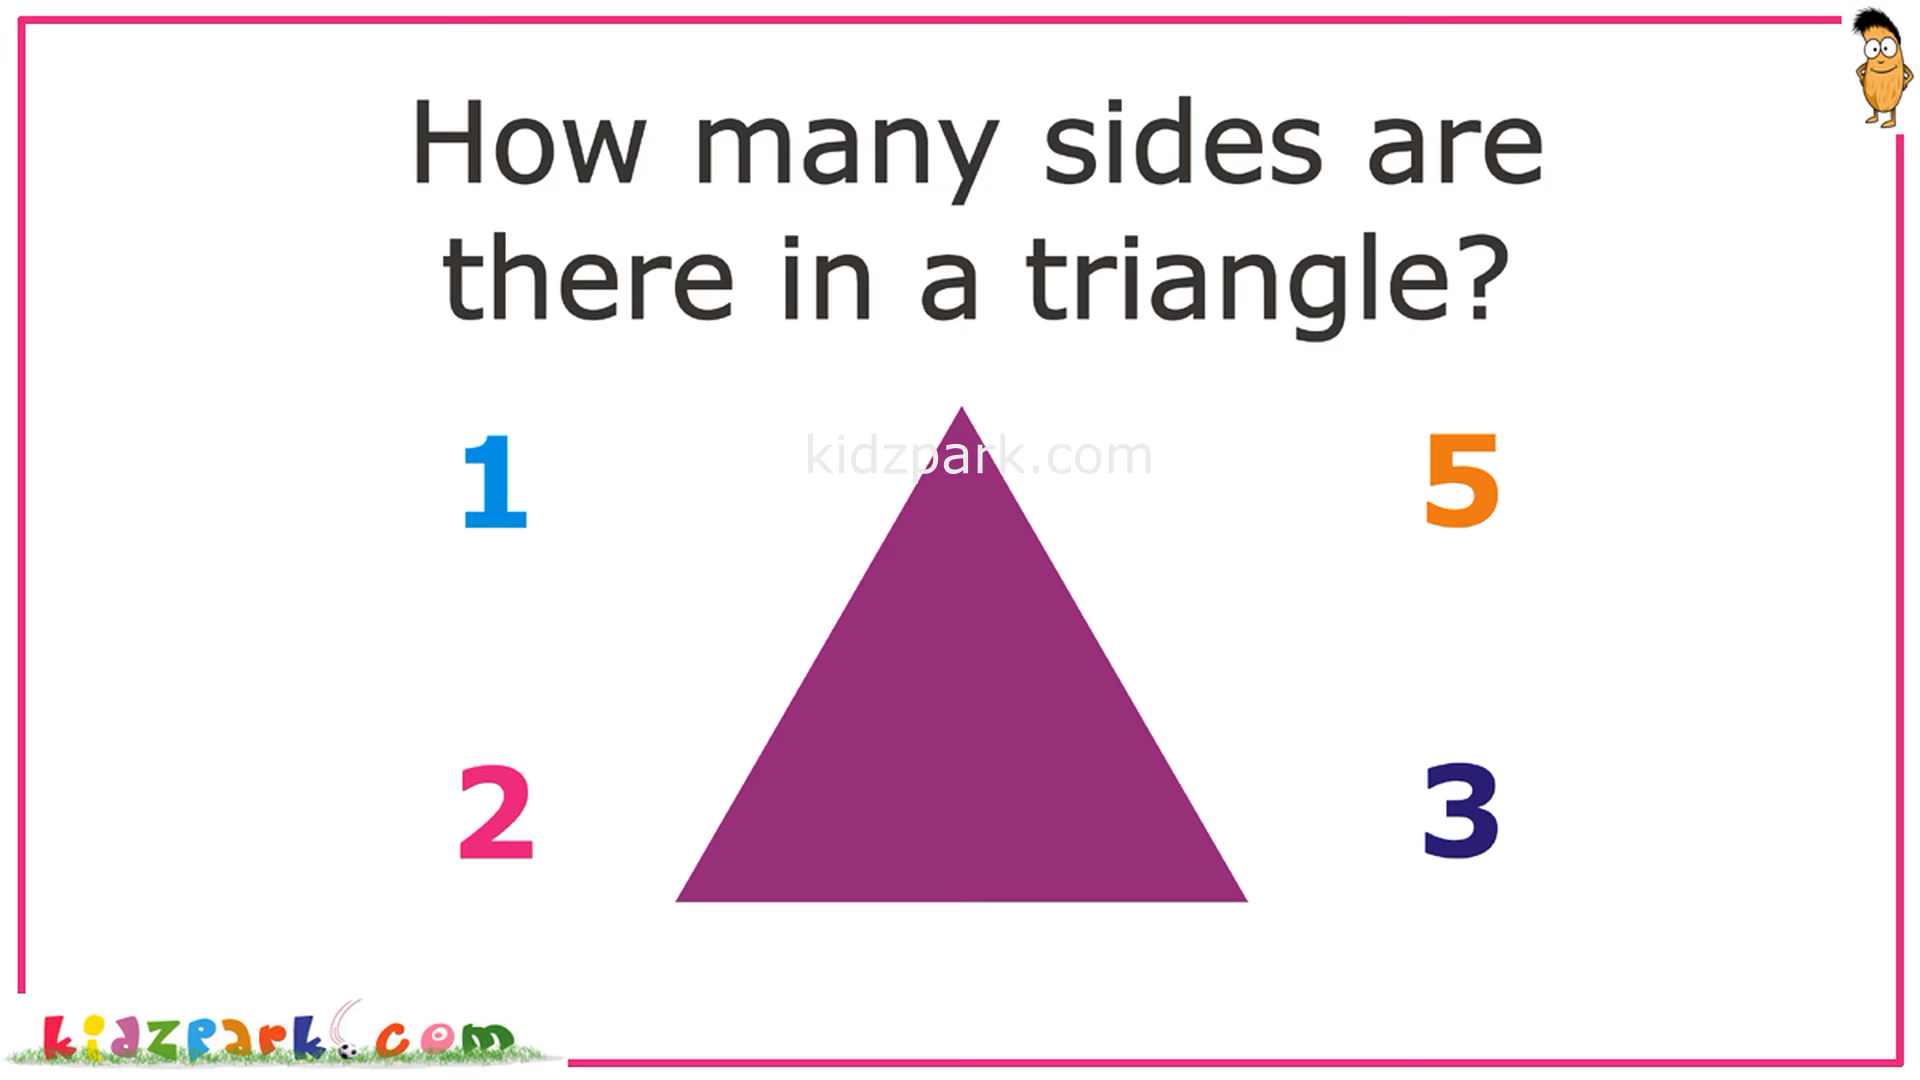 How many sides are
there in a triangle?
kidzpark.com
1
5
2
3
kidzpark.com